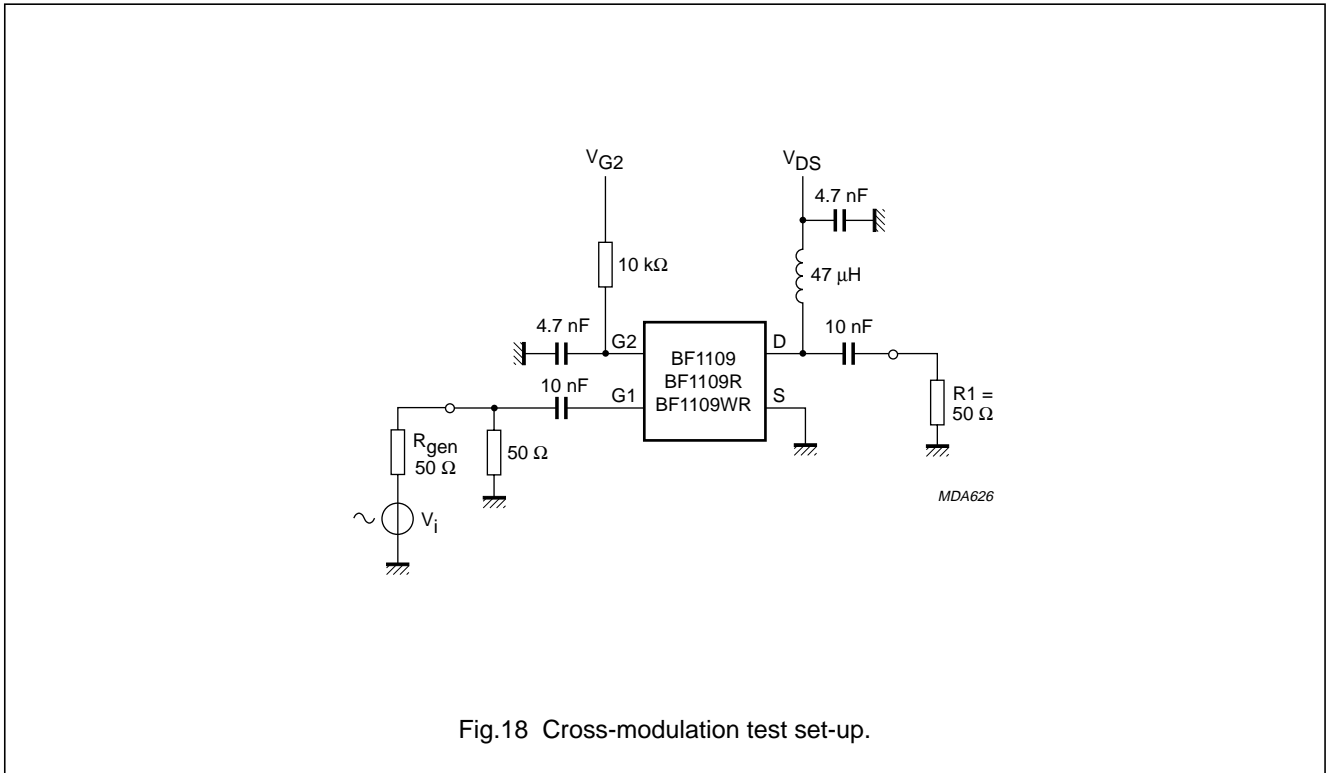 V_G2
V_DS
4.7 nF
10 kΩ
47 μH
4.7 nF
G2
D
10 nF
BF1109
BF1109R
BF1109WR
10 nF
G1
S
R1 =
50 Ω
R_gen
50 Ω
50 Ω
V_i
MDA626
Fig.18 Cross-modulation test set-up.